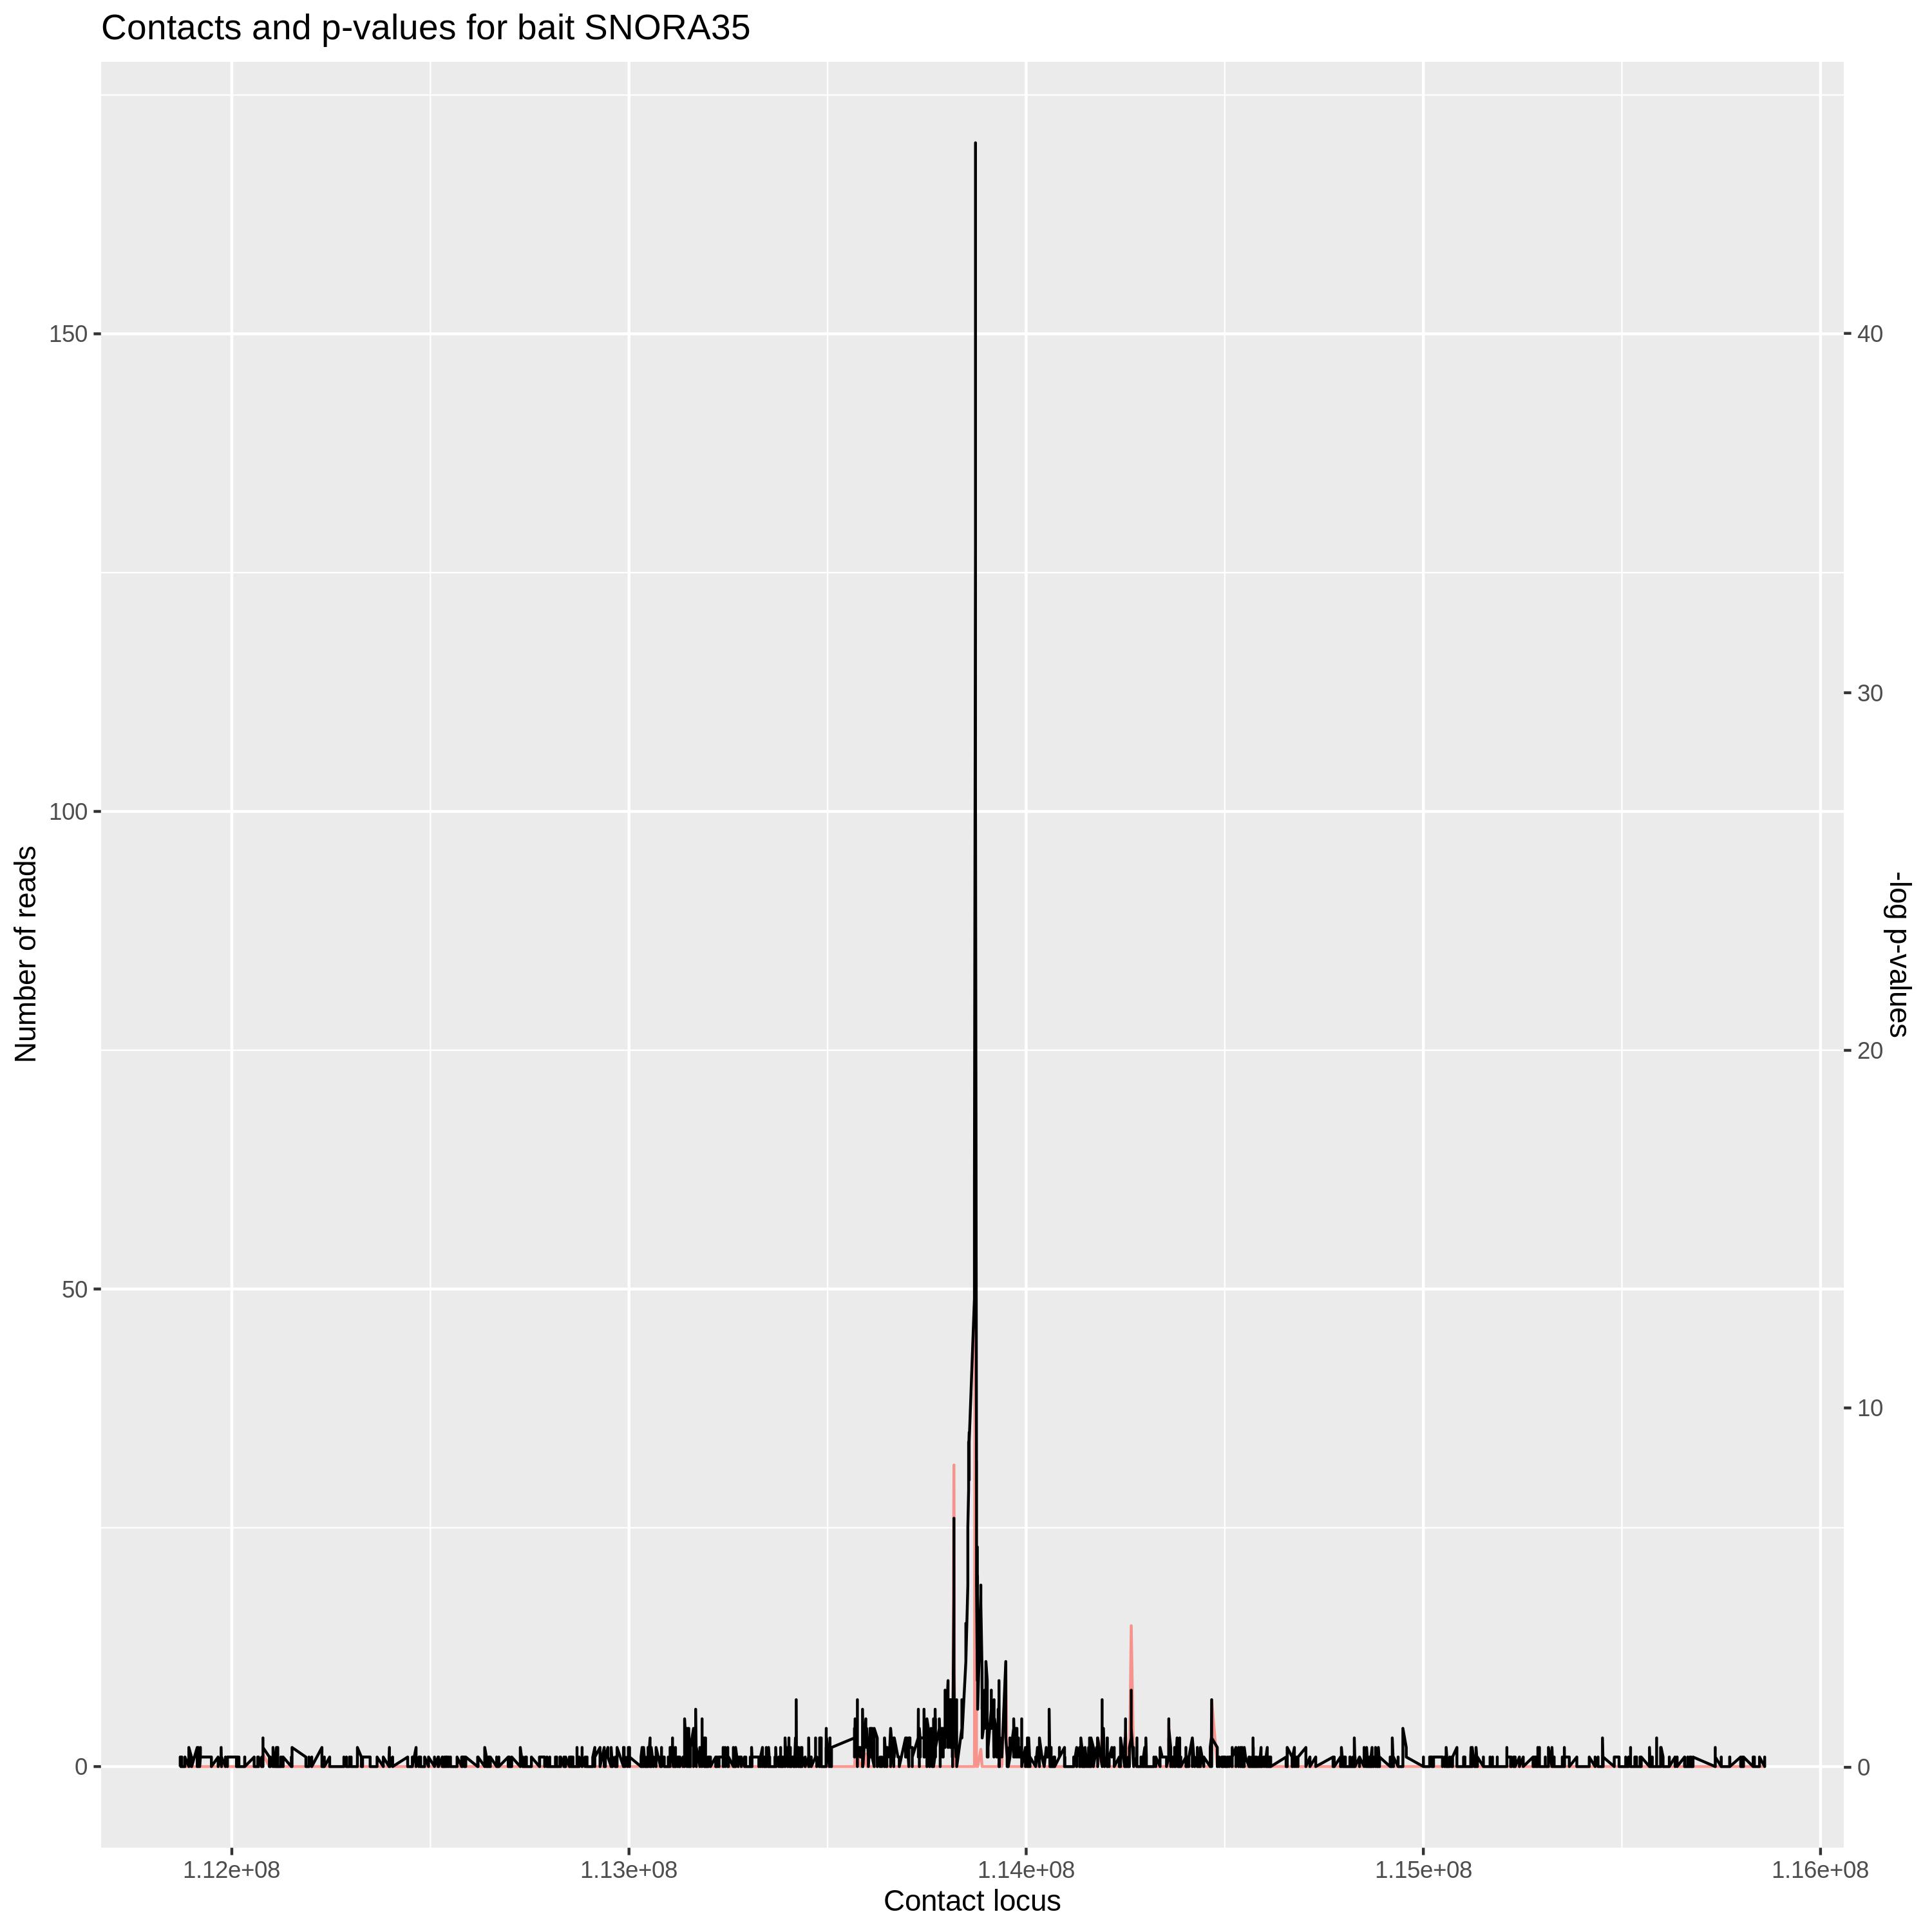 Contacts and p-values for bait SNORA35
150
100
50
0
40
30
20
10
0
Number of reads
-log p-values
1.12e+08
1.13e+08
1.14e+08
1.15e+08
1.16e+08
Contact locus